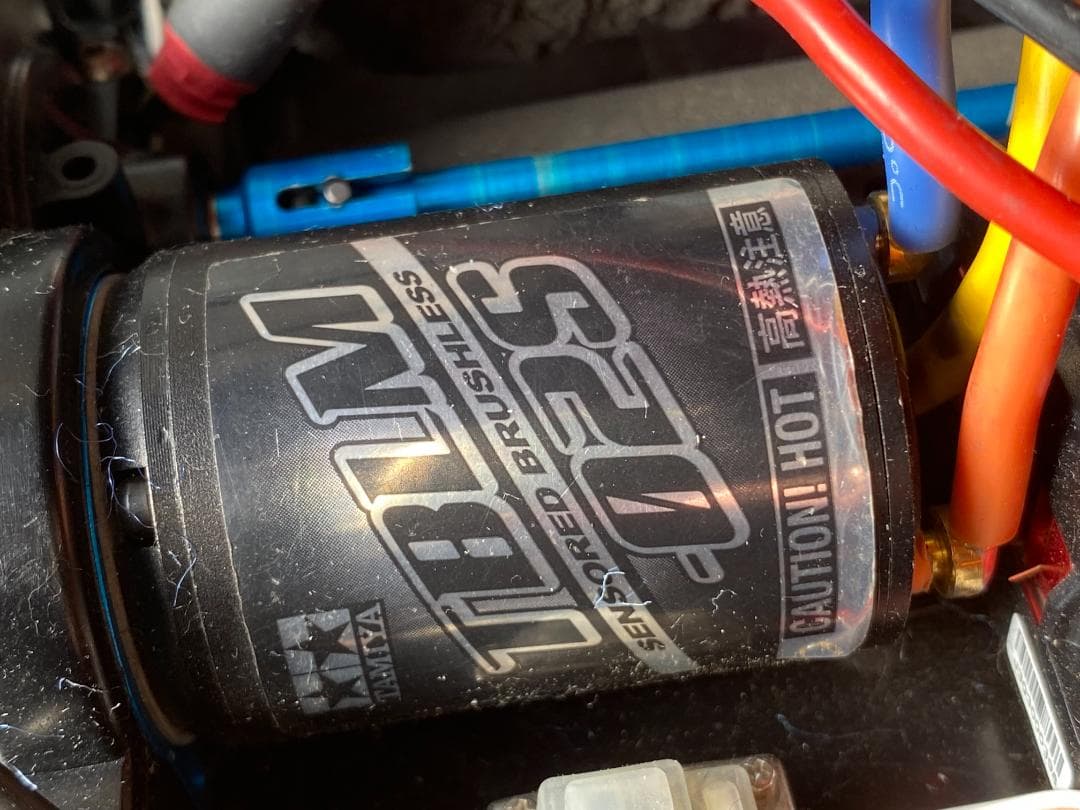 TBLM
SENSORED BRUSHLESS
02S
CAUTION! HOT 高熱注意
TAMIYA